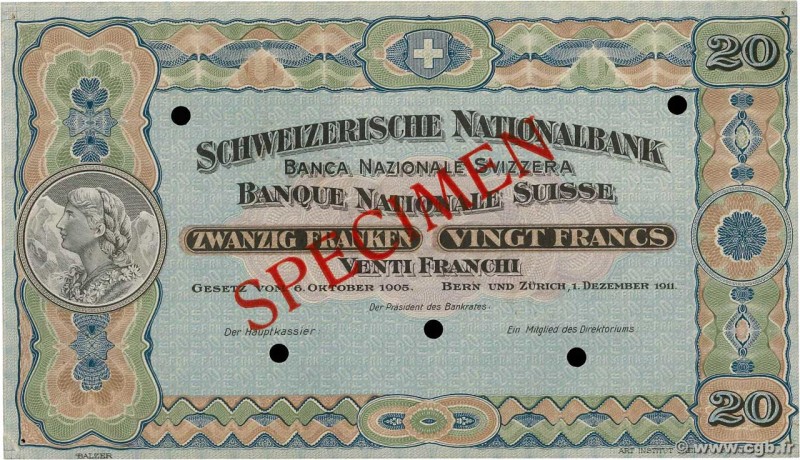 20
SCHWEIZERISCHE NATIONALBANK
BANCA NAZIONALE SVIZZERA
BANQUE NATIONALE SUISSE
SPECIMEN
ZWANZIG FRANKEN VINGT FRANCS
VENTI FRANCHI
GESETZ VOM 6. OKTOBER 1905. BERN UND ZÜRICH, 1. DEZEMBER 1911.
Der Präsident des Bankrates:
Der Hauptkassier: Ein Mitglied des Direktoriums
20
BALZER ART INSTITUT
www.cgb.fr